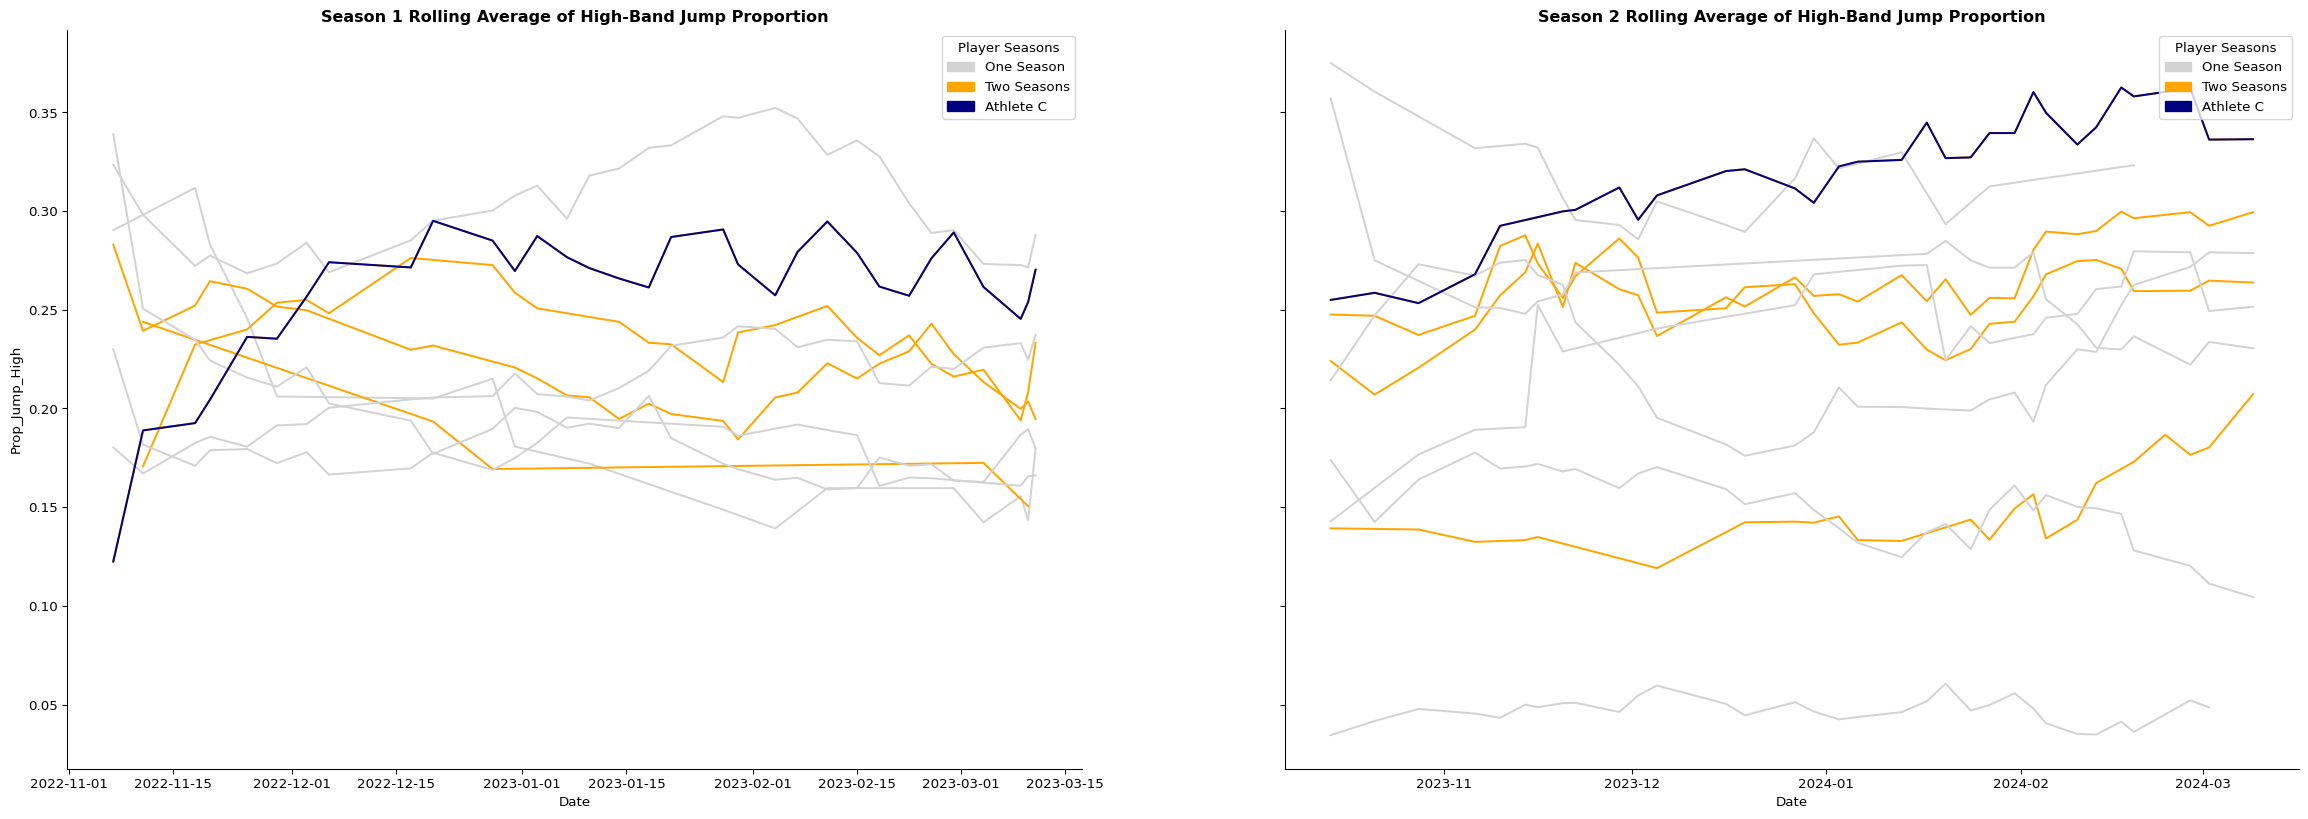 Season 1 Rolling Average of High-Band Jump Proportion
Player Seasons
One Season
Two Seasons
Athlete C
Prop_Jump_High
0.35
0.30
0.25
0.20
0.15
0.10
0.05
2022-11-01 2022-11-15 2022-12-01 2022-12-15 2023-01-01 2023-01-15 2023-02-01 2023-02-15 2023-03-01 2023-03-15
Date
Season 2 Rolling Average of High-Band Jump Proportion
Player Seasons
One Season
Two Seasons
Athlete C
2023-11 2023-12 2024-01 2024-02 2024-03
Date